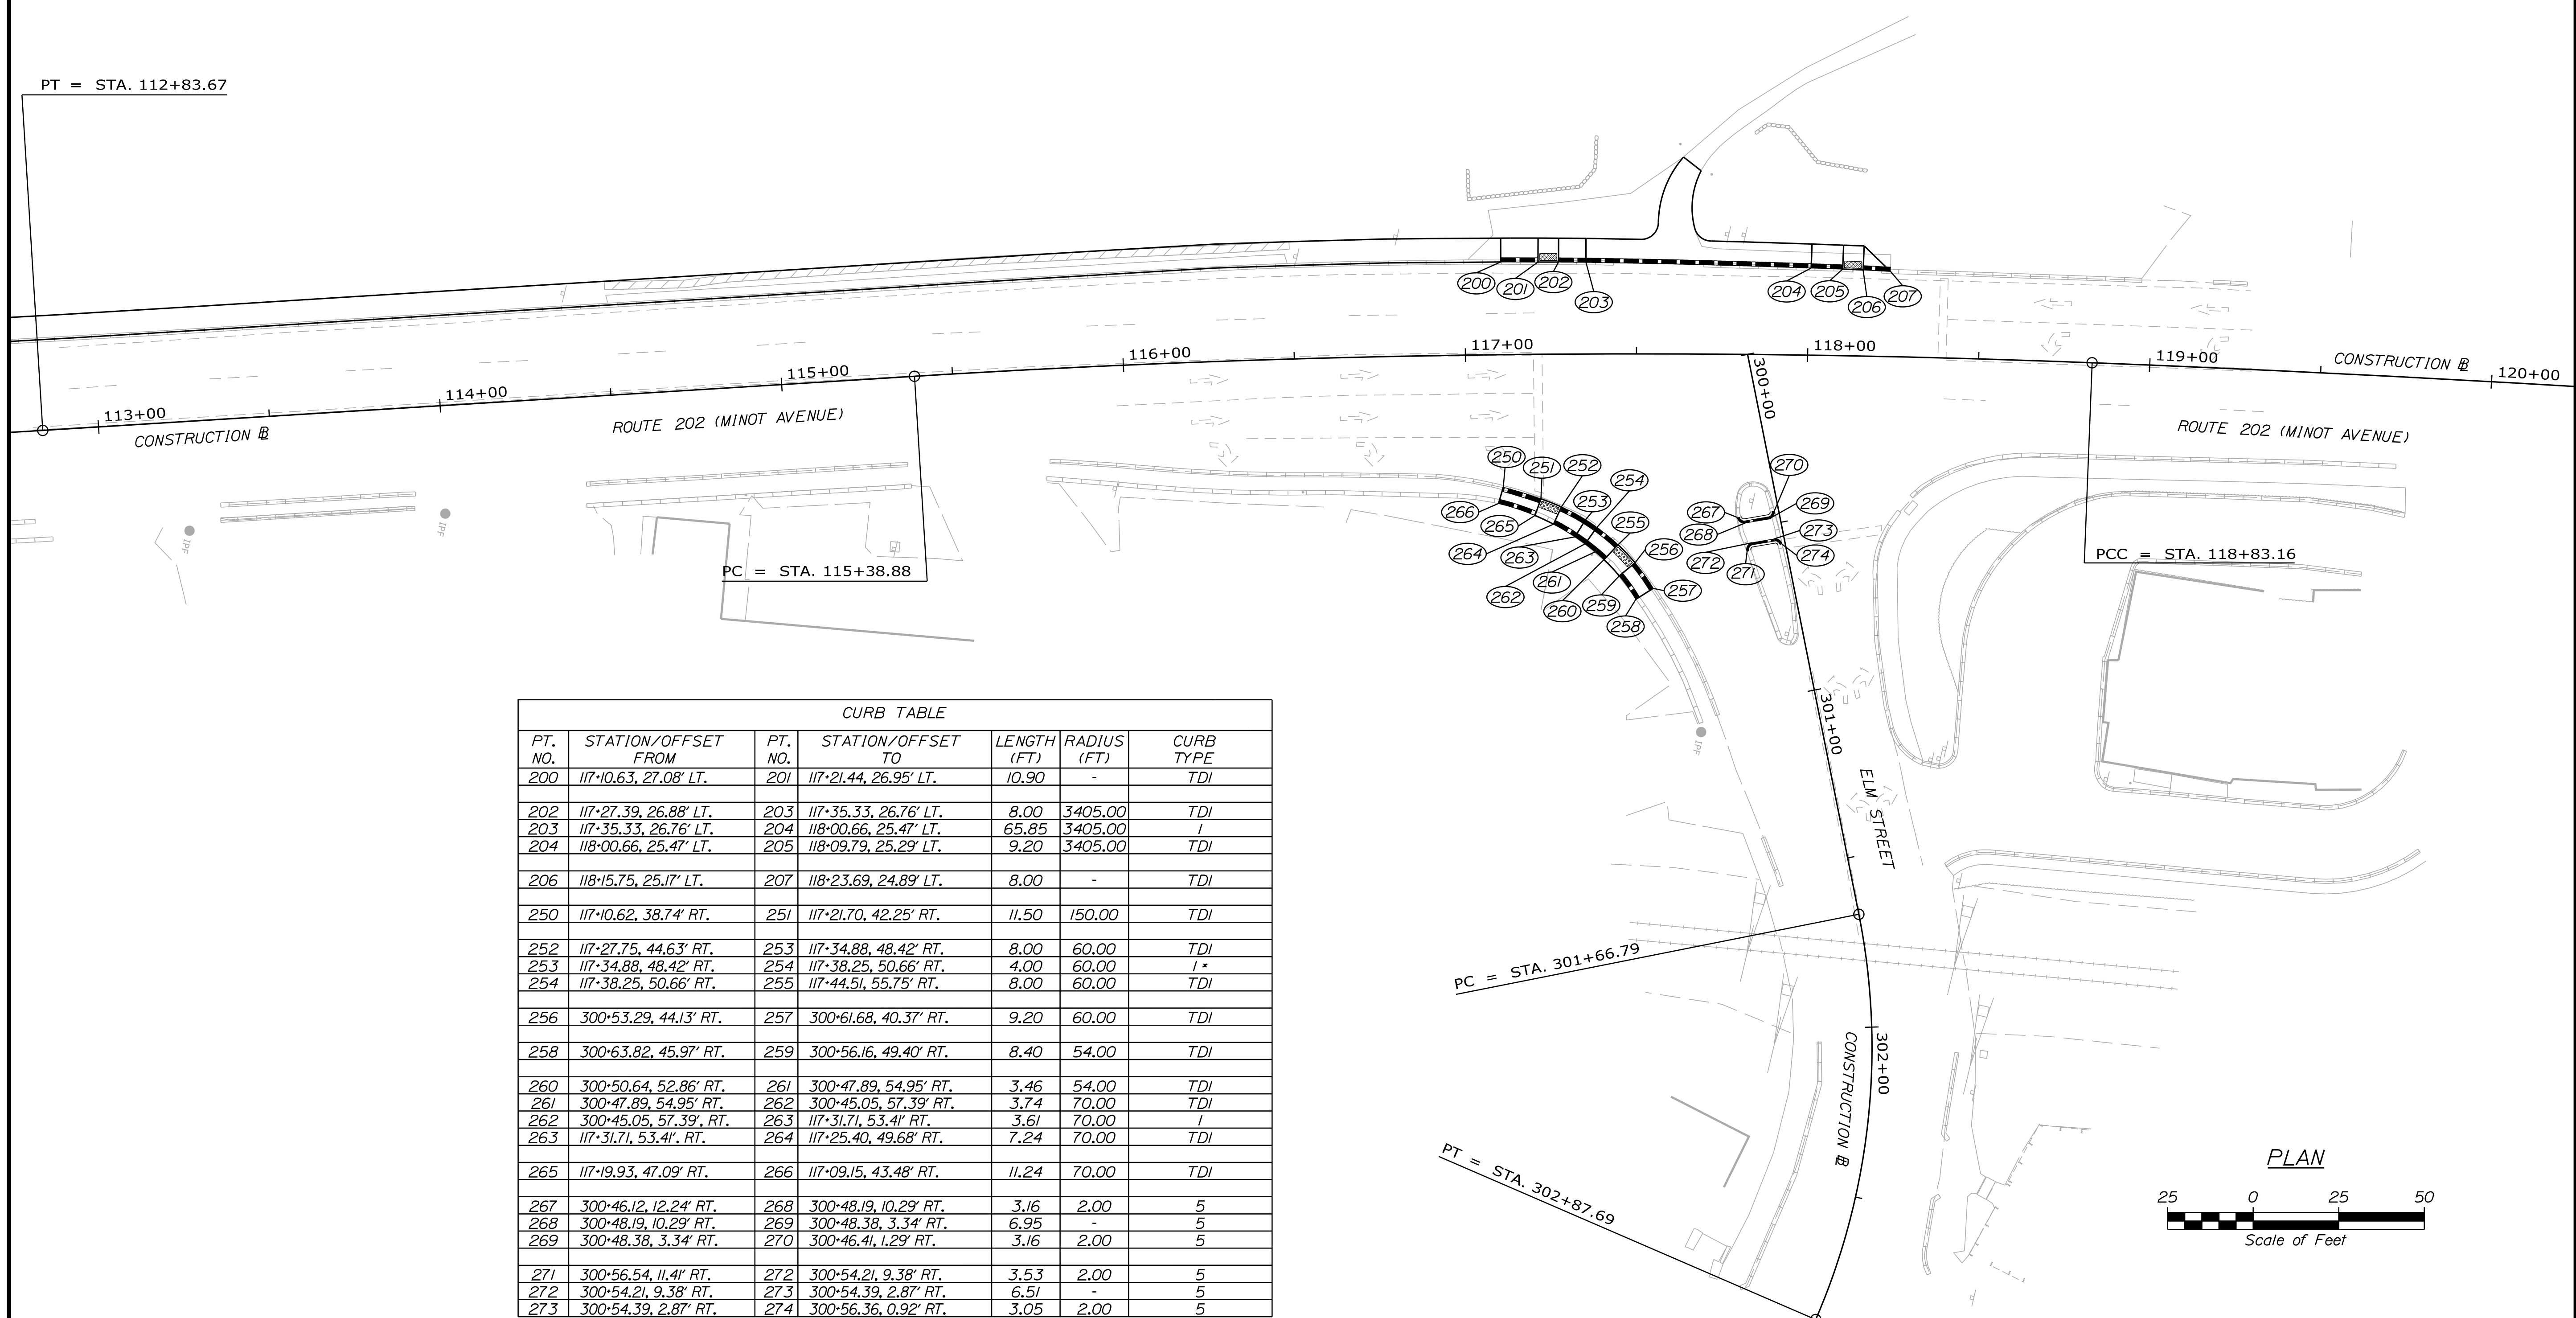 PT = STA. 112+83.67
113+00
114+00
115+00
116+00
117+00
118+00
119+00
120+00
CONSTRUCTION BL
ROUTE 202 (MINOT AVENUE)
PC = STA. 115+38.88
CONSTRUCTION BL
ROUTE 202 (MINOT AVENUE)
PCC = STA. 118+83.16
IPF
IPF
200
201
202
203
204
205
206
207
250
251
252
254
253
255
256
257
266
265
264
263
262
261
260
259
258
270
267
269
268
273
272
271
274
300+00
301+00
ELM STREET
IPF
PC = STA. 301+66.79
302+00
CONSTRUCTION BL
PT = STA. 302+87.69
CURB TABLE
PT. STATION/OFFSET PT. STATION/OFFSET LENGTH RADIUS CURB
NO. FROM NO. TO (FT) (FT) TYPE
200 117+10.63, 27.08' LT. 201 117+21.44, 26.95' LT. 10.90 - TD1
202 117+27.39, 26.88' LT. 203 117+35.33, 26.76' LT. 8.00 3405.00 TD1
203 117+35.33, 26.76' LT. 204 118+00.66, 25.47' LT. 65.85 3405.00 1
204 118+00.66, 25.47' LT. 205 118+09.79, 25.29' LT. 9.20 3405.00 TD1
206 118+15.75, 25.17' LT. 207 118+23.69, 24.89' LT. 8.00 - TD1
250 117+10.62, 38.74' RT. 251 117+21.70, 42.25' RT. 11.50 150.00 TD1
252 117+27.75, 44.63' RT. 253 117+34.88, 48.42' RT. 8.00 60.00 TD1
253 117+34.88, 48.42' RT. 254 117+38.25, 50.66' RT. 4.00 60.00 1 *
254 117+38.25, 50.66' RT. 255 117+44.51, 55.75' RT. 8.00 60.00 TD1
256 300+53.29, 44.13' RT. 257 300+61.68, 40.37' RT. 9.20 60.00 TD1
258 300+63.82, 45.97' RT. 259 300+56.16, 49.40' RT. 8.40 54.00 TD1
260 300+50.64, 52.86' RT. 261 300+47.89, 54.95' RT. 3.46 54.00 TD1
261 300+47.89, 54.95' RT. 262 300+45.05, 57.39' RT. 3.74 70.00 TD1
262 300+45.05, 57.39', RT. 263 117+31.71, 53.41' RT. 3.61 70.00 1
263 117+31.71, 53.41'. RT. 264 117+25.40, 49.68' RT. 7.24 70.00 TD1
265 117+19.93, 47.09' RT. 266 117+09.15, 43.48' RT. 11.24 70.00 TD1
267 300+46.12, 12.24' RT. 268 300+48.19, 10.29' RT. 3.16 2.00 5
268 300+48.19, 10.29' RT. 269 300+48.38, 3.34' RT. 6.95 - 5
269 300+48.38, 3.34' RT. 270 300+46.41, 1.29' RT. 3.16 2.00 5
271 300+56.54, 11.41' RT. 272 300+54.21, 9.38' RT. 3.53 2.00 5
272 300+54.21, 9.38' RT. 273 300+54.39, 2.87' RT. 6.51 - 5
273 300+54.39, 2.87' RT. 274 300+56.36, 0.92' RT. 3.05 2.00 5
PLAN
25 0 25 50
Scale of Feet